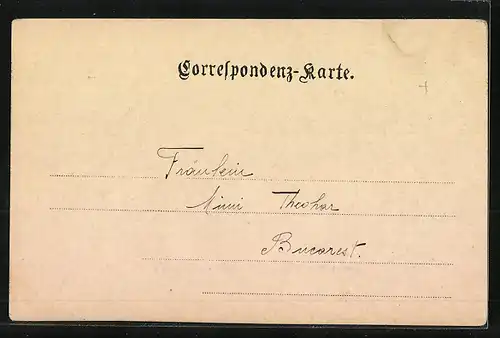 Correspondenz-Karte.
Fräulein
Mimi Theohar
Bucarest.